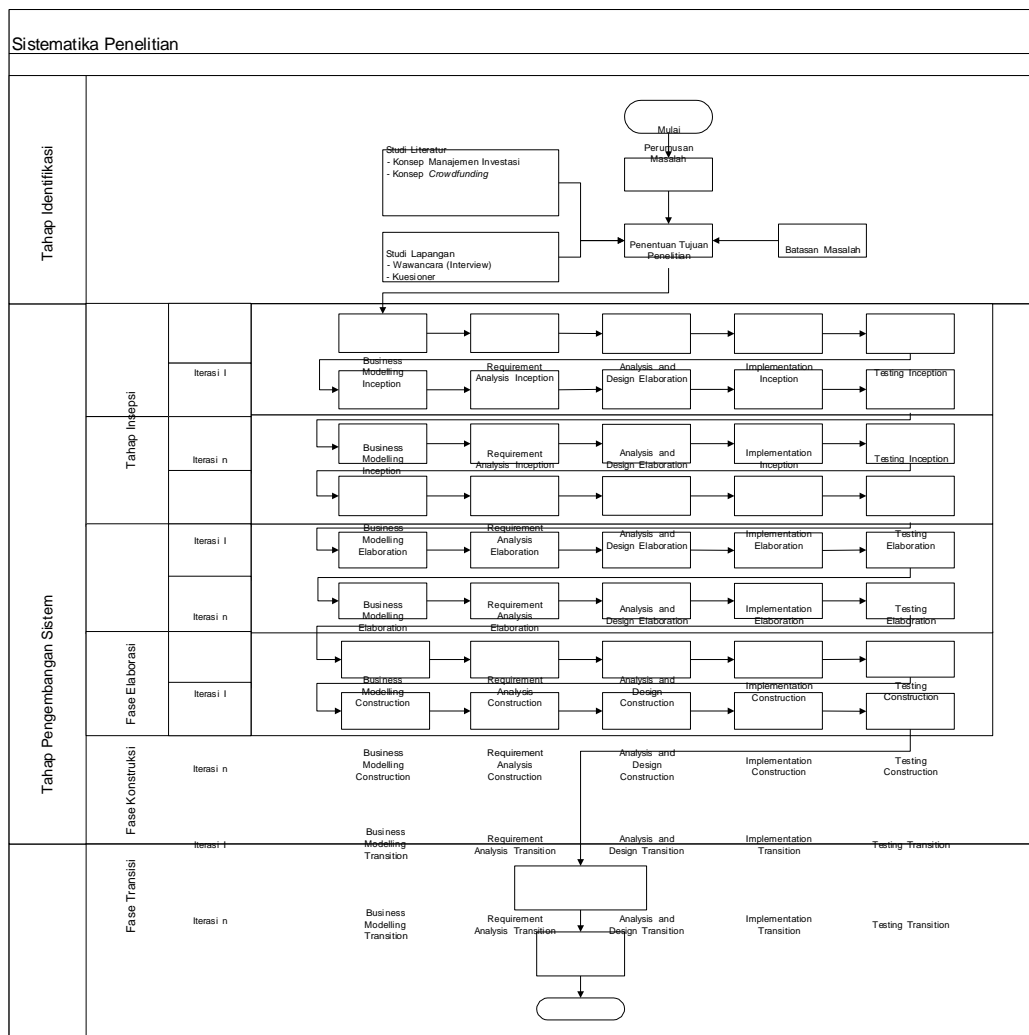 Sistematika Penelitian
Tahap Identifikasi
Mulai
Perumusan
Masalah
Studi Literatur
- Konsep Manajemen Investasi
- Konsep Crowdfunding
Penentuan Tujuan
Penelitian
Batasan Masalah
Studi Lapangan
- Wawancara (Interview)
- Kuesioner
Tahap Pengembangan Sistem
Tahap Insepsi
Iterasi I
Business
Modelling
Inception
Requirement
Analysis Inception
Analysis and
Design Elaboration
Implementation
Inception
Testing Inception
Iterasi n
Business
Modelling
Inception
Requirement
Analysis Inception
Analysis and
Design Elaboration
Implementation
Inception
Testing Inception
Fase Elaborasi
Iterasi I
Business
Modelling
Elaboration
Requirement
Analysis Elaboration
Analysis and
Design Elaboration
Implementation
Elaboration
Testing
Elaboration
Iterasi n
Business
Modelling
Elaboration
Requirement
Analysis Elaboration
Analysis and
Design Elaboration
Implementation
Elaboration
Testing
Elaboration
Fase Konstruksi
Iterasi I
Business
Modelling
Construction
Requirement
Analysis
Construction
Analysis and
Design
Construction
Implementation
Construction
Testing
Construction
Iterasi n
Business
Modelling
Construction
Requirement
Analysis
Construction
Analysis and
Design
Construction
Implementation
Construction
Testing
Construction
Fase Transisi
Iterasi I
Business
Modelling
Transition
Requirement
Analysis Transition
Analysis and
Design Transition
Implementation
Transition
Testing Transition
Iterasi n
Business
Modelling
Transition
Requirement
Analysis Transition
Analysis and
Design Transition
Implementation
Transition
Testing Transition